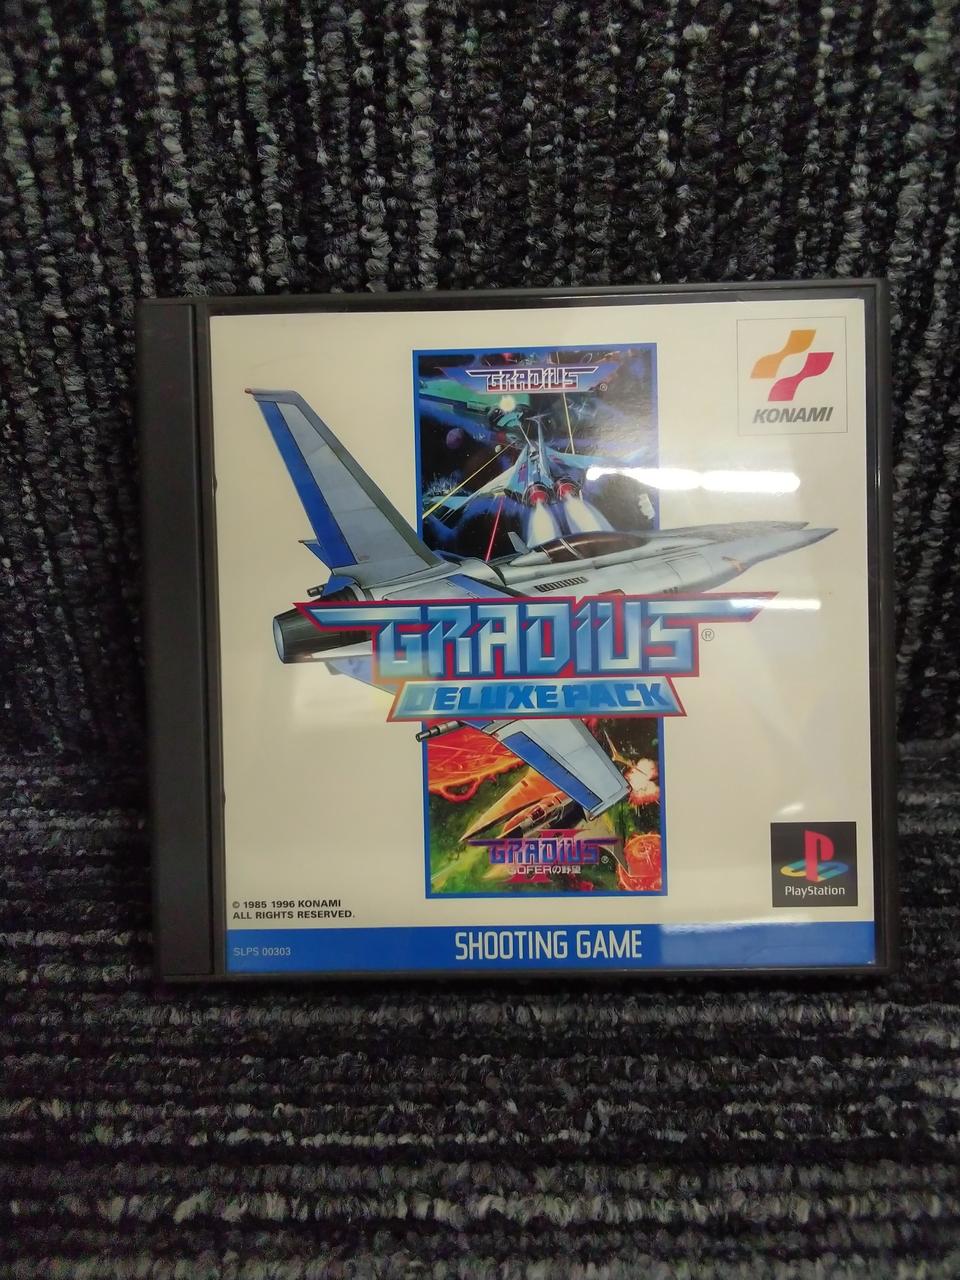 GRADIUS®
KONAMI
GRADIUS®
DELUXE PACK
GRADIUS®
II
GOFERの野望
PlayStation
© 1985 1996 KONAMI
ALL RIGHTS RESERVED.
SLPS 00303
SHOOTING GAME